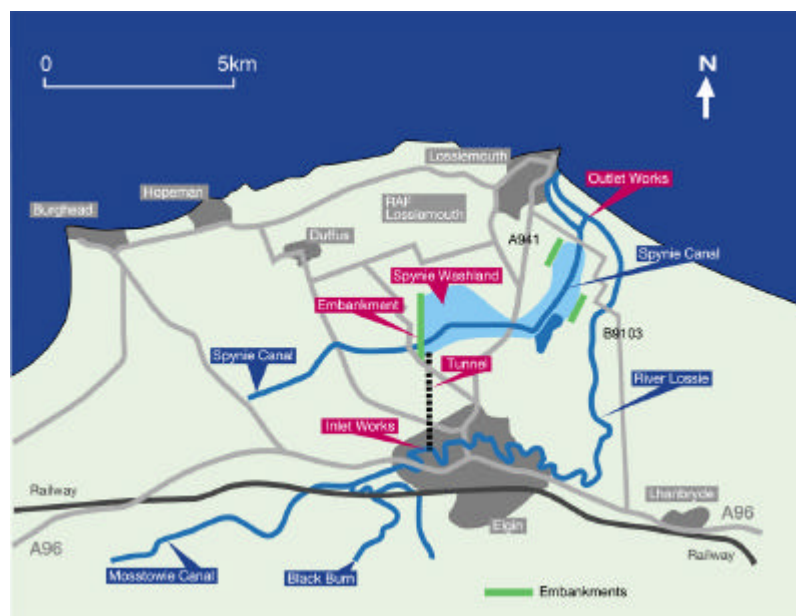 0 5km
N
Lossiemouth
Outlet Works
Hopeman
RAF
Lossiemouth
Burghead
A941
Duffus
Spynie Canal
Spynie Washland
Embankment
B9103
Spynie Canal
Tunnel
River Lossie
Inlet Works
Railway
Lhanbryde
A96
Elgin
A96
Railway
Mosstowie Canal
Black Burn
Embankments